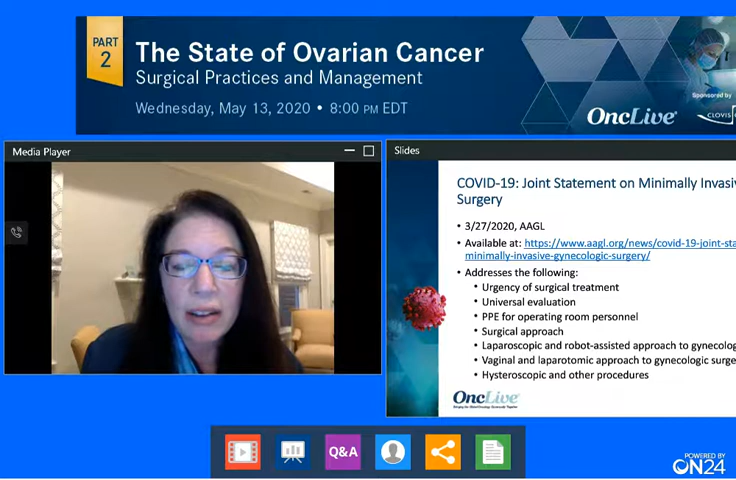 PART
2
The State of Ovarian Cancer
Surgical Practices and Management
Wednesday, May 13, 2020 • 8:00 PM EDT
Sponsored by
OncLive®
CLOVIS
Media Player
Slides
COVID-19: Joint Statement on Minimally Invasiv
Surgery
• 3/27/2020, AAGL
• Available at: https://www.aagl.org/news/covid-19-joint-sta
minimally-invasive-gynecologic-surgery/
• Addresses the following:
• Urgency of surgical treatment
• Universal evaluation
• PPE for operating room personnel
• Surgical approach
• Laparoscopic and robot-assisted approach to gynecolog
• Vaginal and laparotomic approach to gynecologic surge
• Hysteroscopic and other procedures
OncLive
Q&A
POWERED BY
ON24